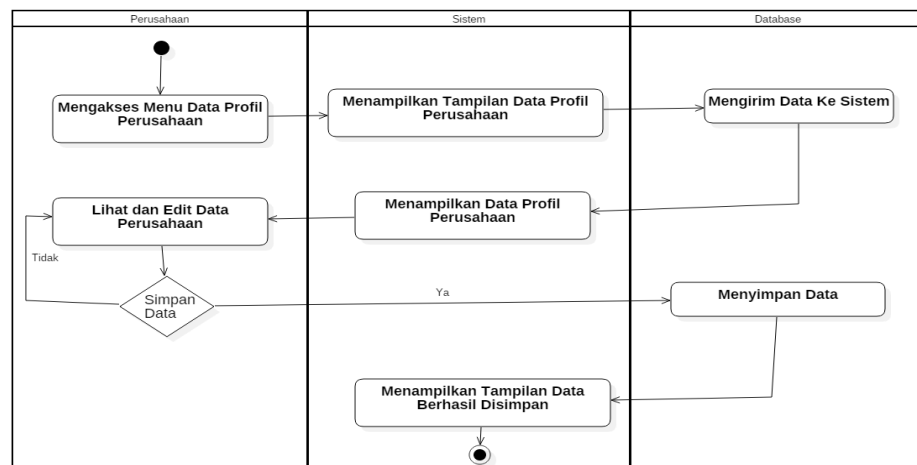 Perusahaan
Sistem
Database
Mengakses Menu Data Profil
Perusahaan
Menampilkan Tampilan Data Profil
Perusahaan
Mengirim Data Ke Sistem
Lihat dan Edit Data
Perusahaan
Menampilkan Data Profil
Perusahaan
Tidak
Simpan
Data
Ya
Menyimpan Data
Menampilkan Tampilan Data
Berhasil Disimpan